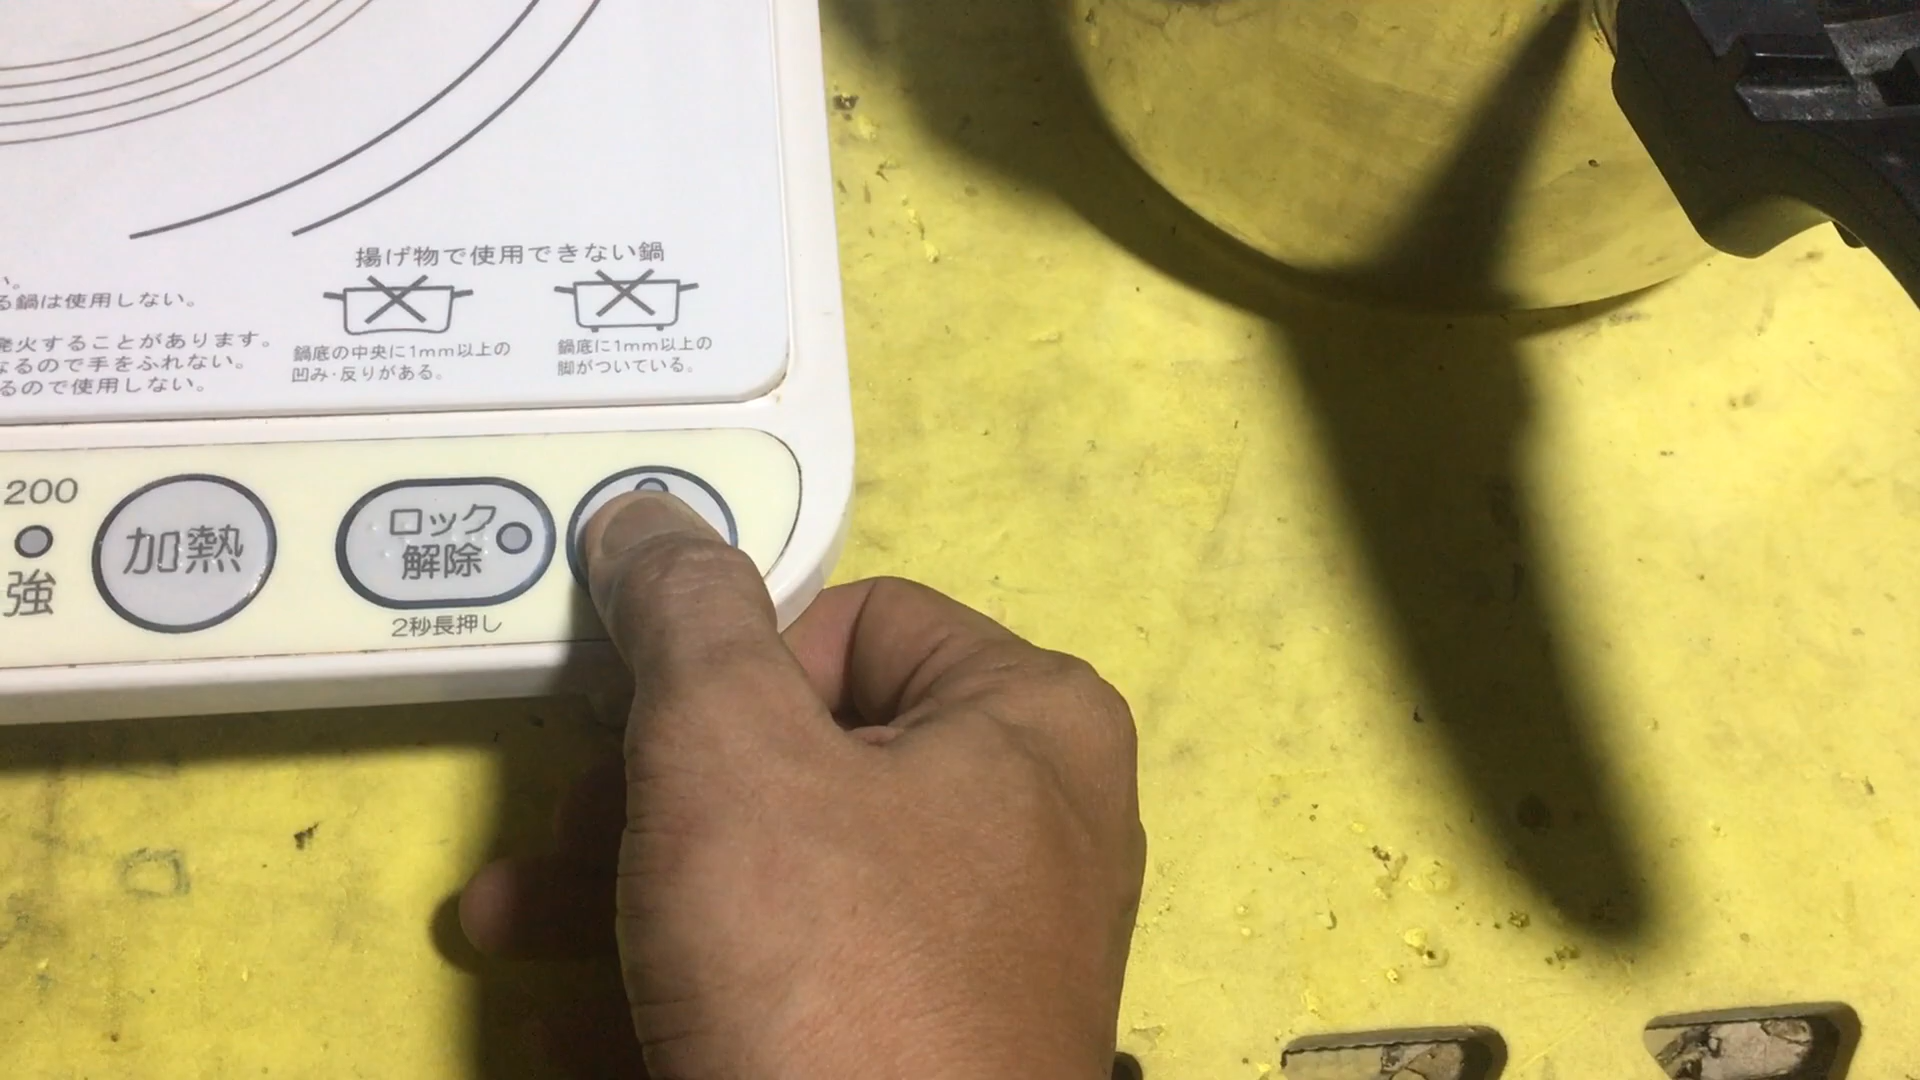 揚げ物で使用できない鍋
い。
る鍋は使用しない。
発火することがあります。
なるので手をふれない。
るので使用しない。
鍋底の中央に1mm以上の
凹み・反りがある。
鍋底に1mm以上の
脚がついている。
200
強
加熱
ロック
解除
2秒長押し